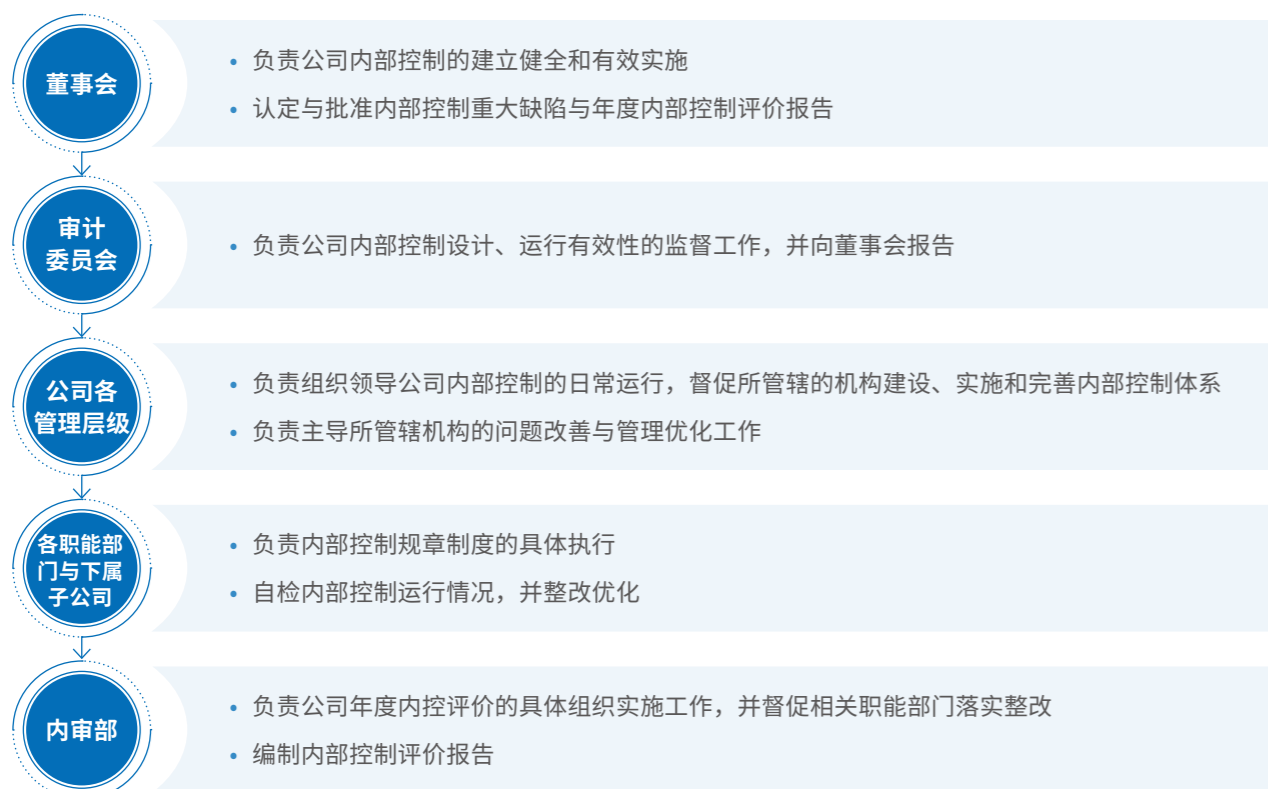 董事会
• 负责公司内部控制的建立健全和有效实施
• 认定与批准内部控制重大缺陷与年度内部控制评价报告
审计
委员会
• 负责公司内部控制设计、运行有效性的监督工作，并向董事会报告
公司各
管理层级
• 负责组织领导公司内部控制的日常运行，督促所管辖的机构建设、实施和完善内部控制体系
• 负责主导所管辖机构的问题改善与管理优化工作
各职能部
门与下属
子公司
• 负责内部控制规章制度的具体执行
• 自检内部控制运行情况，并整改优化
内审部
• 负责公司年度内控评价的具体组织实施工作，并督促相关职能部门落实整改
• 编制内部控制评价报告